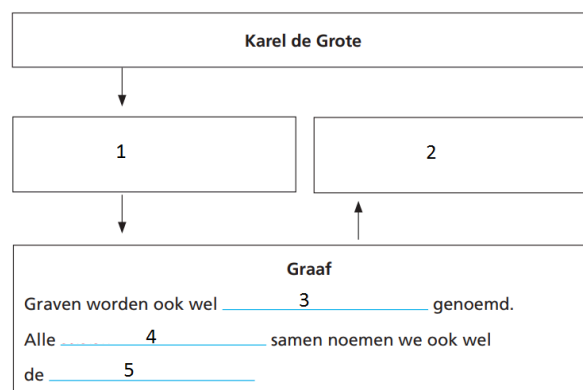 Karel de Grote
1
2
Graaf
Graven worden ook wel 3 genoemd.
Alle 4 samen noemen we ook wel
de 5